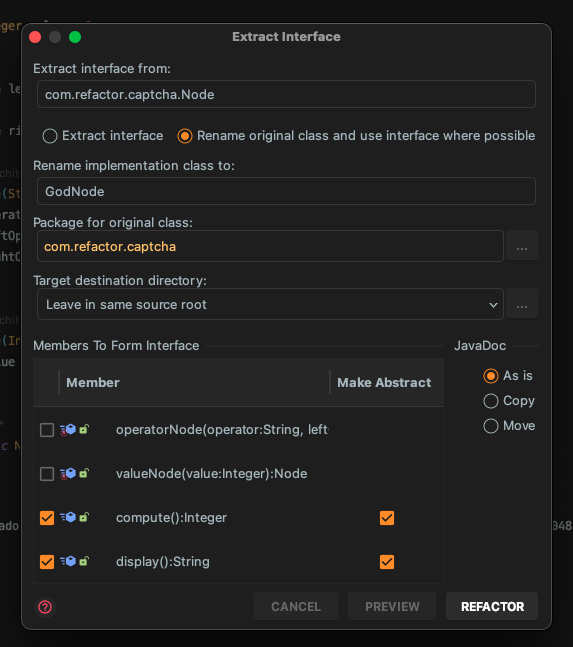 Extract Interface
Extract interface from:
com.refactor.captcha.Node
Extract interface
Rename original class and use interface where possible
Rename implementation class to:
GodNode
Package for original class:
com.refactor.captcha
...
Target destination directory:
Leave in same source root
...
Members To Form Interface
JavaDoc
Member
Make Abstract
As is
Copy
Move
operatorNode(operator:String, left
valueNode(value:Integer):Node
compute():Integer
display():String
?
CANCEL
PREVIEW
REFACTOR